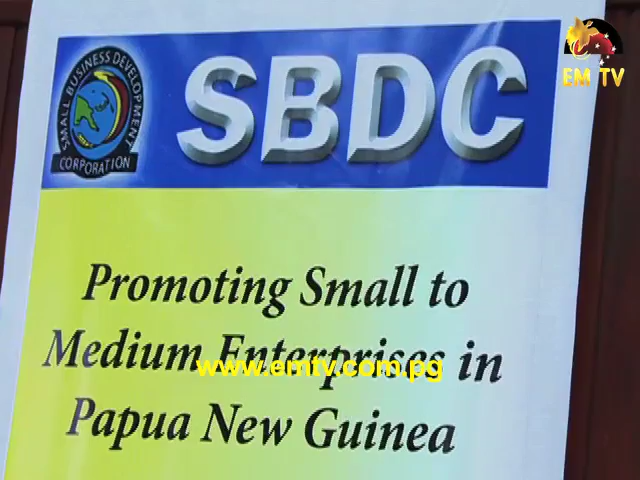 EM TV
SMALL BUSINESS DEVELOPMENT
CORPORATION
SBDC
Promoting Small to
Medium Enterprises in
www.emtv.com.pg
Papua New Guinea